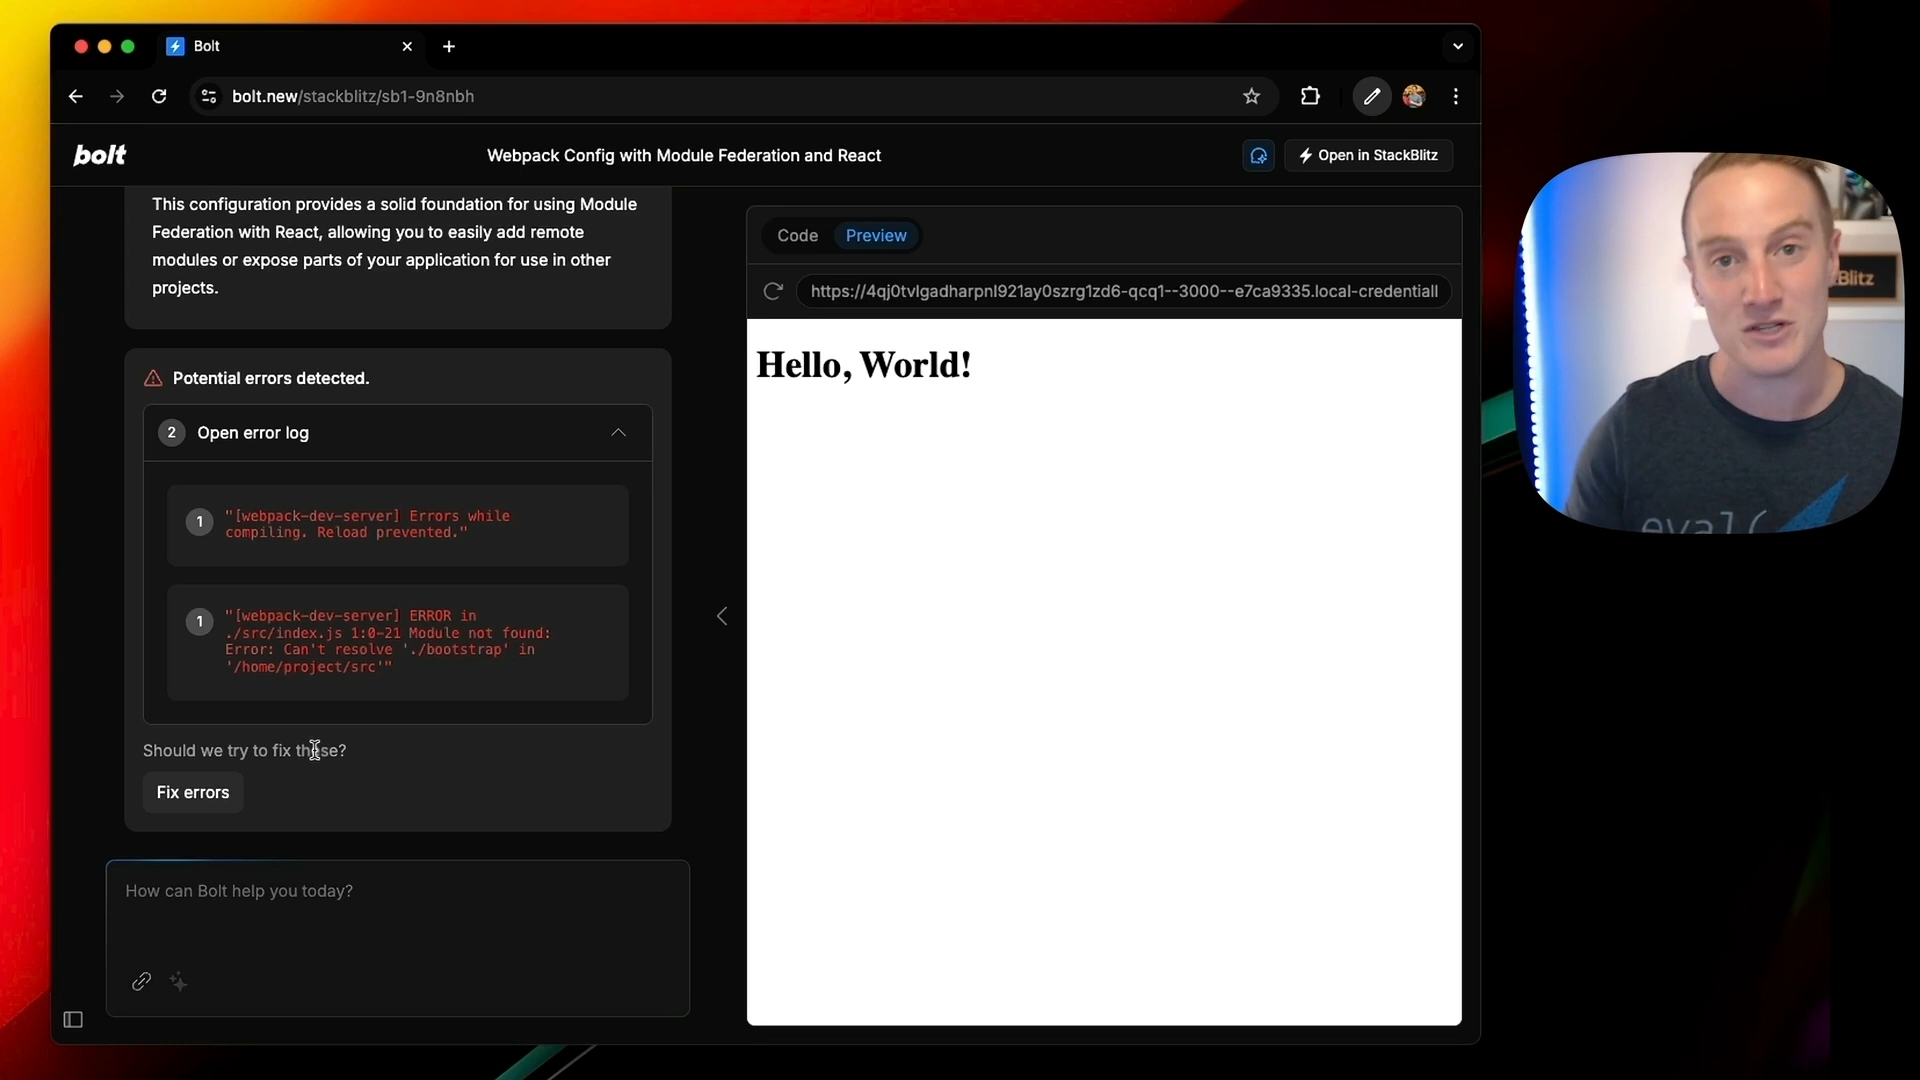 Bolt
bolt.new/stackblitz/sb1-9n8nbh
bolt
Webpack Config with Module Federation and React
Open in StackBlitz
This configuration provides a solid foundation for using Module
Federation with React, allowing you to easily add remote
modules or expose parts of your application for use in other
projects.
Potential errors detected.
2 Open error log
1 "[webpack-dev-server] Errors while
compiling. Reload prevented."
1 "[webpack-dev-server] ERROR in
./src/index.js 1:0-21 Module not found:
Error: Can't resolve './bootstrap' in
'/home/project/src'"
Should we try to fix these?
Fix errors
How can Bolt help you today?
Code Preview
https://4qj0tvlgadharpnl921ay0szrg1zd6-qcq1--3000--e7ca9335.local-credentiall
Hello, World!
Blitz
eval(